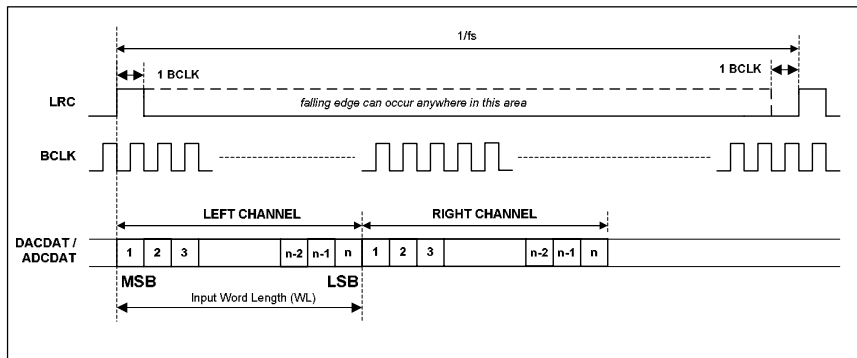 1/fs
1 BCLK
1 BCLK
LRC
falling edge can occur anywhere in this area
BCLK
LEFT CHANNEL
RIGHT CHANNEL
DACDAT /
ADCDAT
1 2 3 n-2 n-1 n 1 2 3 n-2 n-1 n
MSB
LSB
Input Word Length (WL)